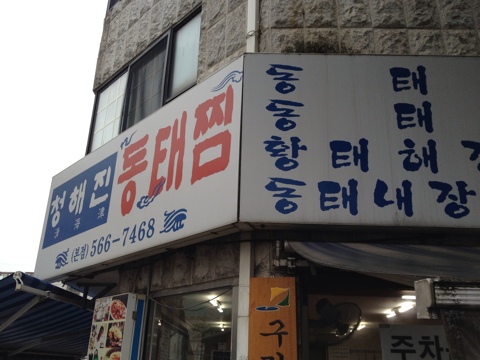 청해진
동태찜
(본점) 566-7468
동 태
동 태
황태해
동태내장
구
주차